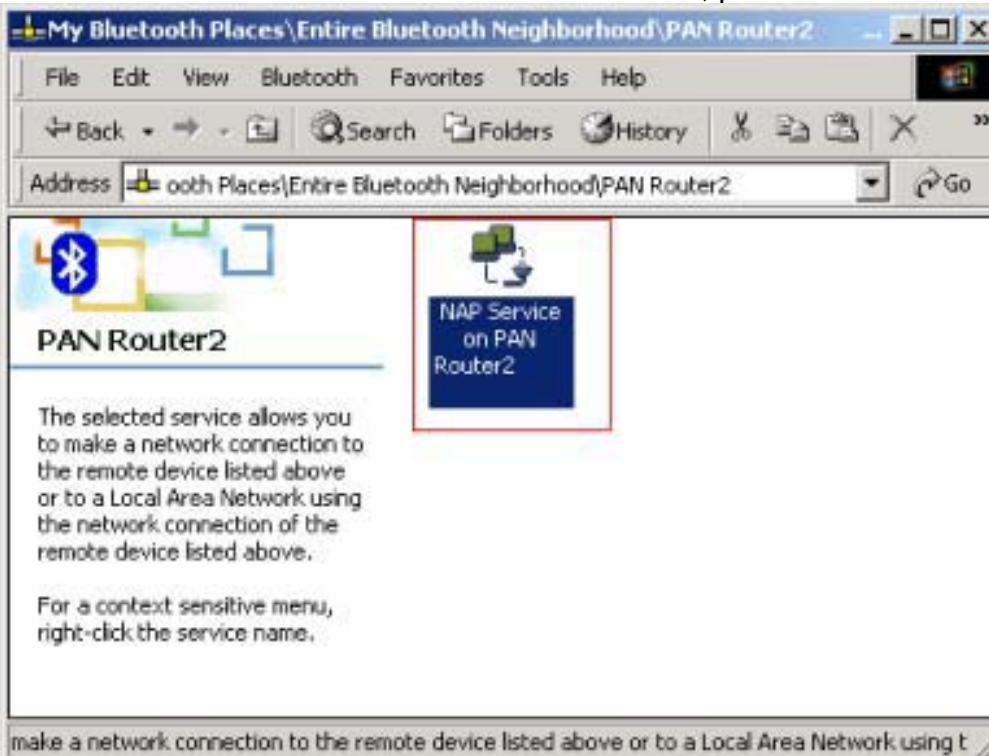 My Bluetooth Places\Entire Bluetooth Neighborhood\PAN Router2 ...
File Edit View Bluetooth Favorites Tools Help
Back Search Folders History »
Address ooth Places\Entire Bluetooth Neighborhood\PAN Router2 Go
PAN Router2
The selected service allows you
to make a network connection to
the remote device listed above
or to a Local Area Network using
the network connection of the
remote device listed above.
For a context sensitive menu,
right-click the service name.
NAP Service
on PAN
Router2
make a network connection to the remote device listed above or to a Local Area Network using t